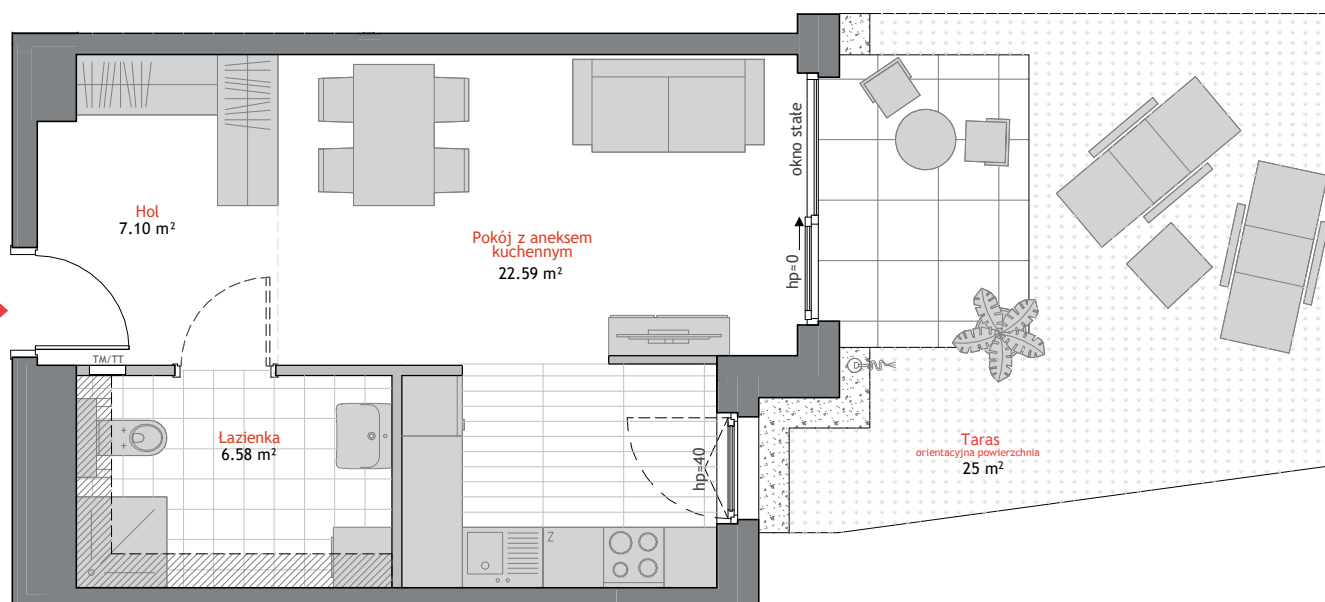 okno stałe
Hol
7.10 m²
Pokój z aneksem
kuchennym
22.59 m²
hp≈0
TM/TT
Łazienka
6.58 m²
hp≈40
Z
Taras
orientacyjna powierzchnia
25 m²